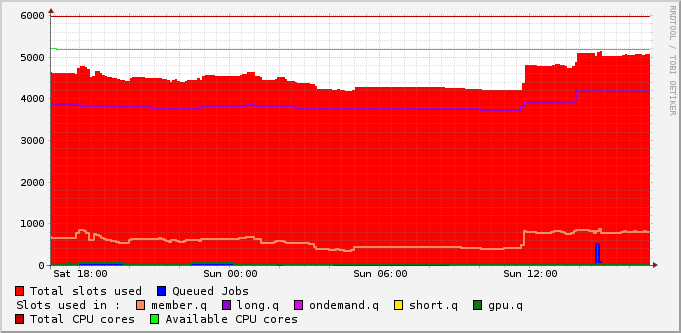 RRDTOOL / TOBI OETIKER
6000
5000
4000
3000
2000
1000
0
Sat 18:00 Sun 00:00 Sun 06:00 Sun 12:00
Total slots used Queued Jobs
Slots used in : member.q long.q ondemand.q short.q gpu.q
Total CPU cores Available CPU cores